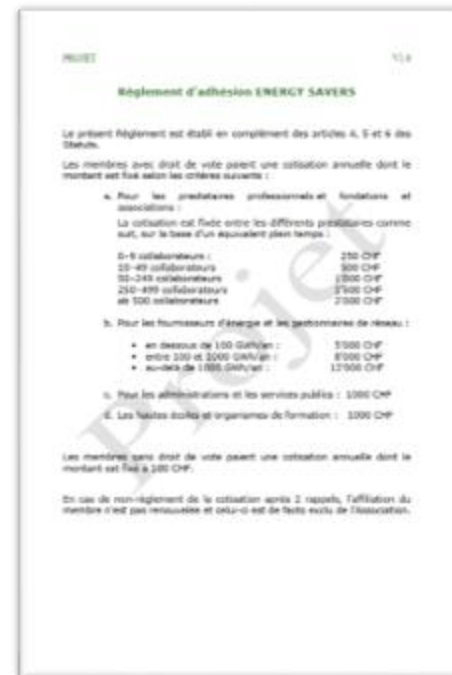 PROJET
Règlement d'adhésion ENERGY SAVERS
Le présent Règlement est établi en complément des articles 4, 5 et 6 des
Statuts.
Les membres avec droit de vote paient une cotisation annuelle dont le
montant est fixé selon les critères suivants :
a. Pour les prestataires professionnels et fondations et
associations :
La cotisation est fixée entre les différents prestataires comme
suit, sur la base d'un équivalent plein temps :
0-9 collaborateurs : 250 CHF
10-49 collaborateurs 500 CHF
50-249 collaborateurs 1'000 CHF
250-499 collaborateurs 1'500 CHF
ab 500 collaborateurs 2'000 CHF
b. Pour les fournisseurs d'énergie et les gestionnaires de réseau :
• en dessous de 100 GWh/an : 5'000 CHF
• entre 100 et 1000 GWh/an : 8'000 CHF
• au-delà de 1000 GWh/an : 12'000 CHF
c. Pour les administrations et les services publics : 1000 CHF
d. Les hautes écoles et organismes de formation : 1000 CHF
Les membres sans droit de vote paient une cotisation annuelle dont le
montant est fixé à 100 CHF.
En cas de non-règlement de la cotisation après 2 rappels, l'affiliation du
membre n'est pas renouvelée et celui-ci est de facto exclu de l'Association.
Projet